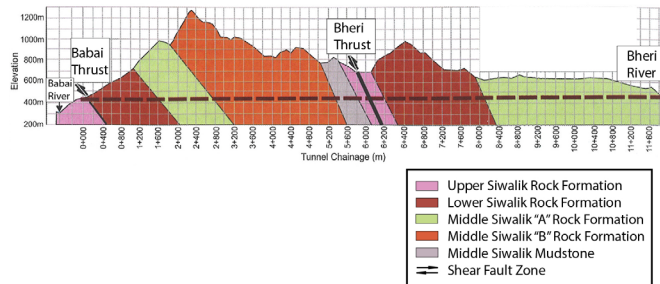 1200m
1000m
800m
600m
400m
200m
Elevation
Babai
River
Babai
Thrust
Bheri
Thrust
Bheri
River
0+000
0+400
0+800
1+200
1+600
2+000
2+400
2+800
3+200
3+600
4+000
4+400
4+800
5+200
5+600
6+000
6+200
6+400
6+800
7+200
7+600
8+000
8+400
8+800
9+200
9+600
10+000
10+400
10+800
11+200
11+600
Tunnel Chainage (m)
Upper Siwalik Rock Formation
Lower Siwalik Rock Formation
Middle Siwalik "A" Rock Formation
Middle Siwalik "B" Rock Formation
Middle Siwalik Mudstone
Shear Fault Zone